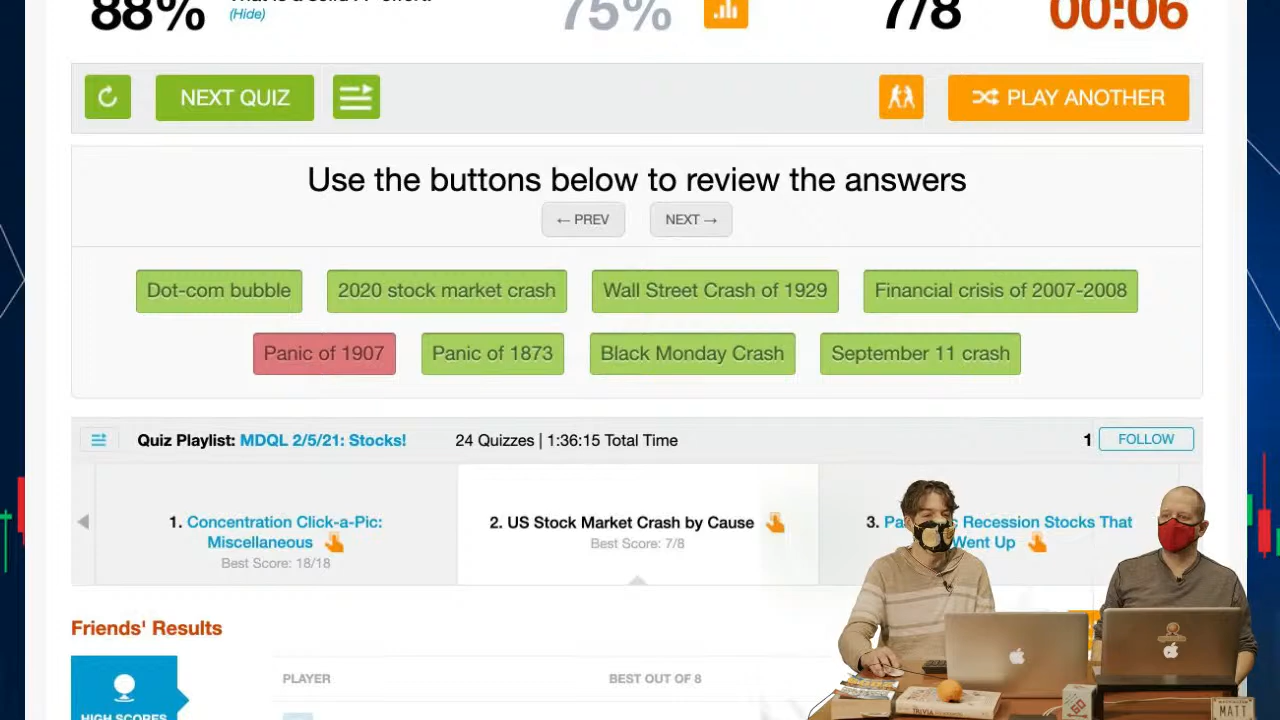 88%
(Hide)
75%
7/8
00:06
NEXT QUIZ
PLAY ANOTHER
Use the buttons below to review the answers
← PREV
NEXT →
Dot-com bubble
2020 stock market crash
Wall Street Crash of 1929
Financial crisis of 2007-2008
Panic of 1907
Panic of 1873
Black Monday Crash
September 11 crash
Quiz Playlist: MDQL 2/5/21: Stocks!
24 Quizzes | 1:36:15 Total Time
1
FOLLOW
1. Concentration Click-a-Pic:
Miscellaneous
Best Score: 18/18
2. US Stock Market Crash by Cause
Best Score: 7/8
3.
Recession Stocks That
Went Up
Friends' Results
HIGH SCORES
PLAYER
BEST OUT OF 8
TRIVIA
GO
MATT